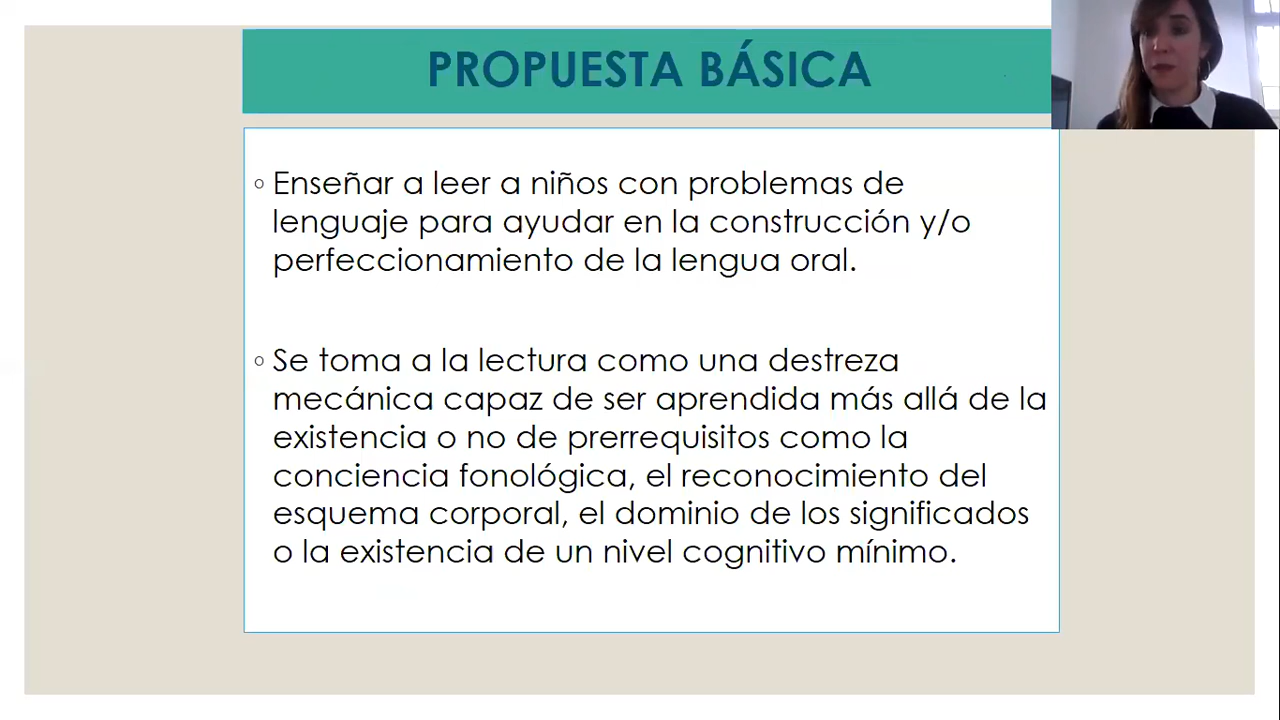 PROPUESTA BÁSICA
◦ Enseñar a leer a niños con problemas de
lenguaje para ayudar en la construcción y/o
perfeccionamiento de la lengua oral.
◦ Se toma a la lectura como una destreza
mecánica capaz de ser aprendida más allá de la
existencia o no de prerrequisitos como la
conciencia fonológica, el reconocimiento del
esquema corporal, el dominio de los significados
o la existencia de un nivel cognitivo mínimo.